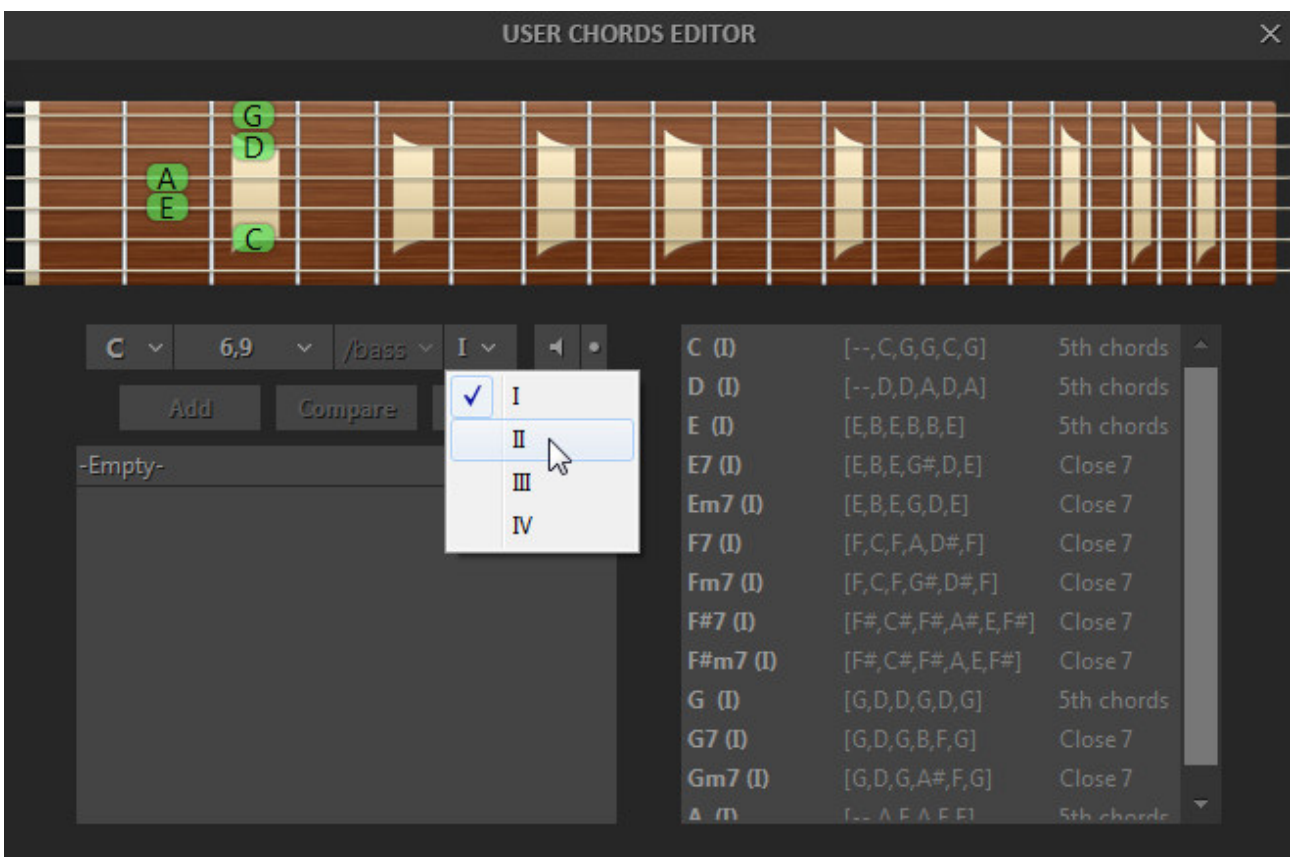 USER CHORDS EDITOR
G
D
A
E
C
C 6,9 /bass I
Add Compare
I
II
III
IV
-Empty-
C (I) [--,C,G,G,C,G] 5th chords
D (I) [--,D,D,A,D,A] 5th chords
E (I) [E,B,E,B,B,E] 5th chords
E7 (I) [E,B,E,G#,D,E] Close 7
Em7 (I) [E,B,E,G,D,E] Close 7
F7 (I) [F,C,F,A,D#,F] Close 7
Fm7 (I) [F,C,F,G#,D#,F] Close 7
F#7 (I) [F#,C#,F#,A#,E,F#] Close 7
F#m7 (I) [F#,C#,F#,A,E,F#] Close 7
G (I) [G,D,D,G,D,G] 5th chords
G7 (I) [G,D,G,B,F,G] Close 7
Gm7 (I) [G,D,G,A#,F,G] Close 7
A (I) [--,A,E,A,E,E] 5th chords